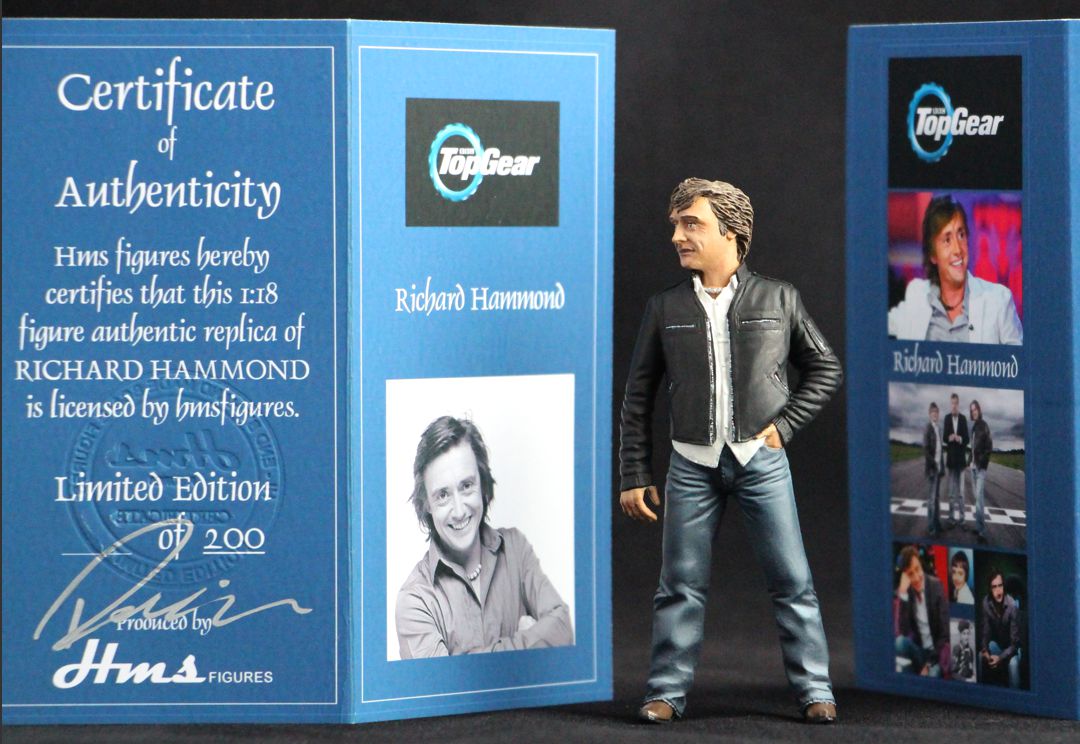 Certificate
of
Authenticity
Hms figures hereby
certifies that this 1:18
figure authentic replica of
RICHARD HAMMOND
is licensed by hmsfigures.
Limited Edition
of 200
Produced by
Hms FIGURES
TopGear
Richard Hammond
TopGear
Richard Hammond